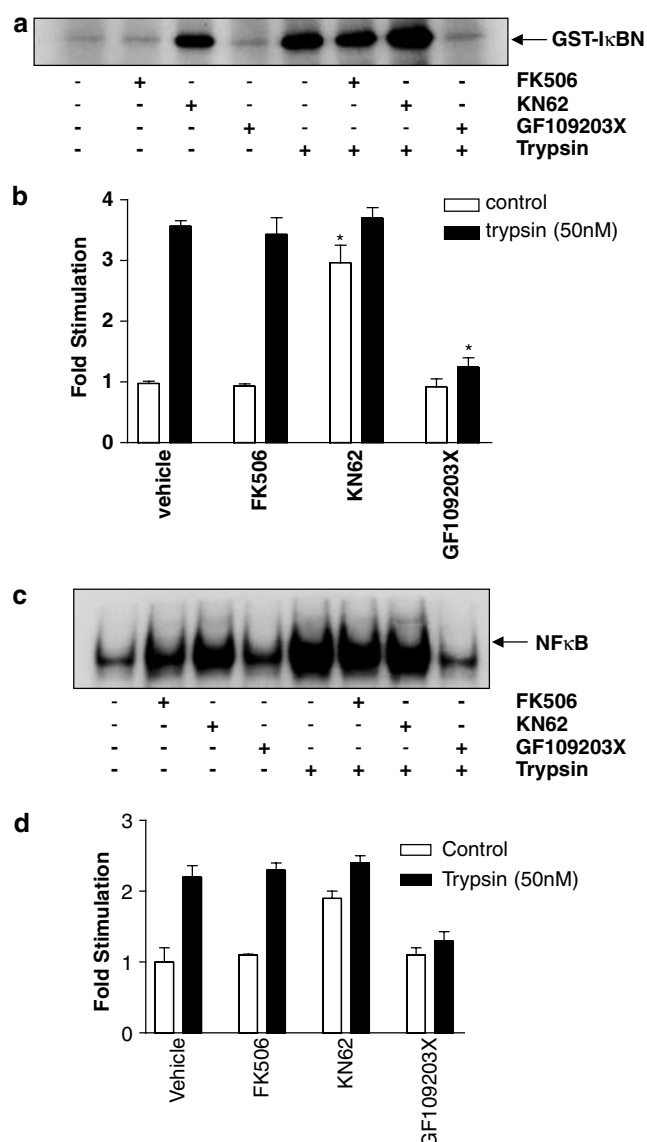 a
GST-IκBN
- + - - - + - - FK506
- - + - - - + - KN62
- - - + - - - + GF109203X
- - - - + + + + Trypsin
b
control
trypsin (50nM)
Fold Stimulation
4
3
2
1
0
*
*
vehicle
FK506
KN62
GF109203X
c
NFκB
- + - - - + - - FK506
- - + - - - + - KN62
- - - + - - - + GF109203X
- - - - + + + + Trypsin
d
Control
Trypsin (50nM)
Fold Stimulation
3
2
1
0
Vehicle
FK506
KN62
GF109203X